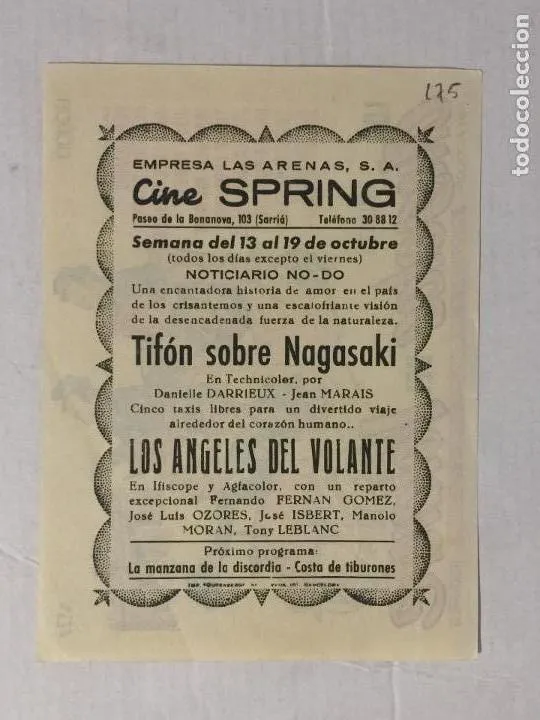 175
EMPRESA LAS ARENAS, S. A.
Cine SPRING
Paseo de la Bonanova, 103 (Sarriá) Teléfono 30 88 12
Semana del 13 al 19 de octubre
(todos los días excepto el viernes)
NOTICIARIO NO-DO
Una encantadora historia de amor en el país
de los crisantemos y una escalofriante visión
de la desencadenada fuerza de la naturaleza.
Tifón sobre Nagasaki
En Technicolor, por
Danielle DARRIEUX - Jean MARAIS
Cinco taxis libres para un divertido viaje
alrededor del corazón humano..
LOS ANGELES DEL VOLANTE
En Ifiscope y Agfacolor, con un reparto
excepcional Fernando FERNAN GOMEZ,
José Luis OZORES, José ISBERT, Manolo
MORAN, Tony LEBLANC
Próximo programa:
La manzana de la discordia - Costa de tiburones
BARCELONA
todocoleccion.net